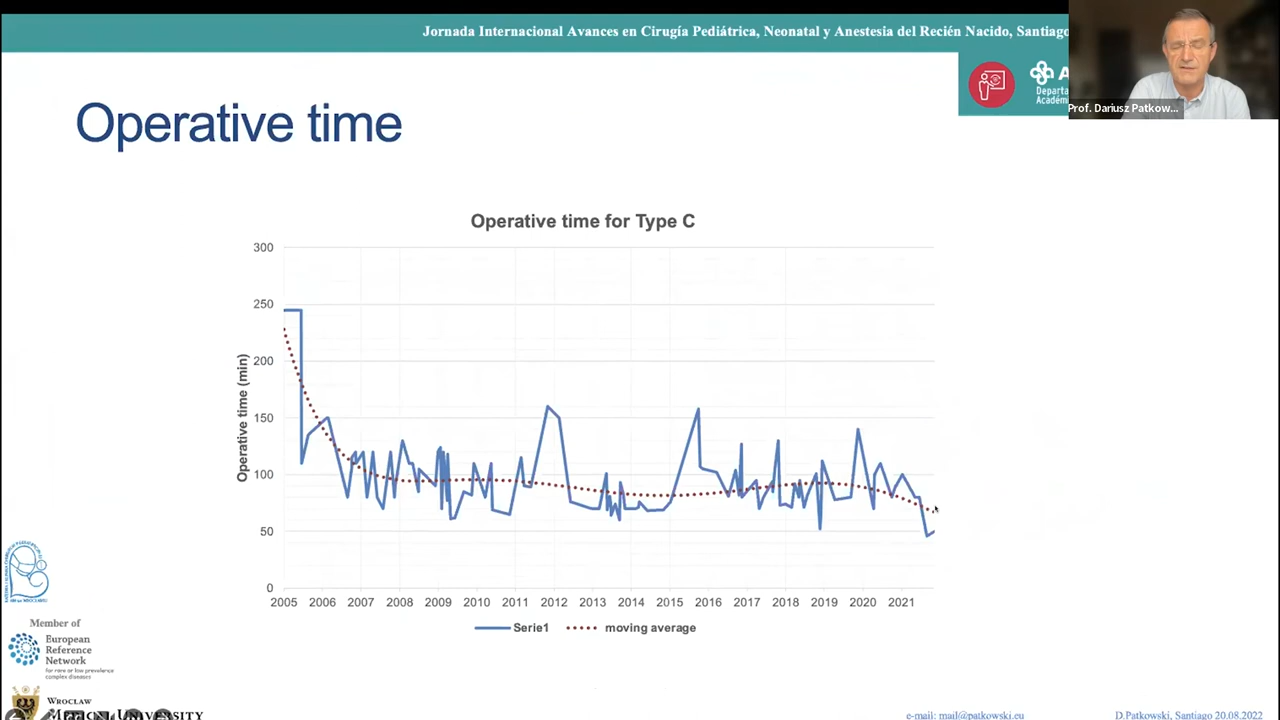 Jornada Internacional Avances en Cirugía Pediátrica, Neonatal y Anestesia del Recién Nacido,
Prof. Dariusz Patkow...
Operative time
Operative time for Type C
Operative time (min)
300
250
200
150
100
50
0
2005 2006 2007 2008 2009 2010 2011 2012 2013 2014 2015 2016 2017 2018 2019 2020 2021
Serie1 moving average
Member of
European
Reference
Network
for rare or low prevalence
complex diseases
WROCLAW
MEDICAL UNIVERSITY
e-mail: mail@patkowski.eu
D.Patkowski, Santiago 20.08.2022